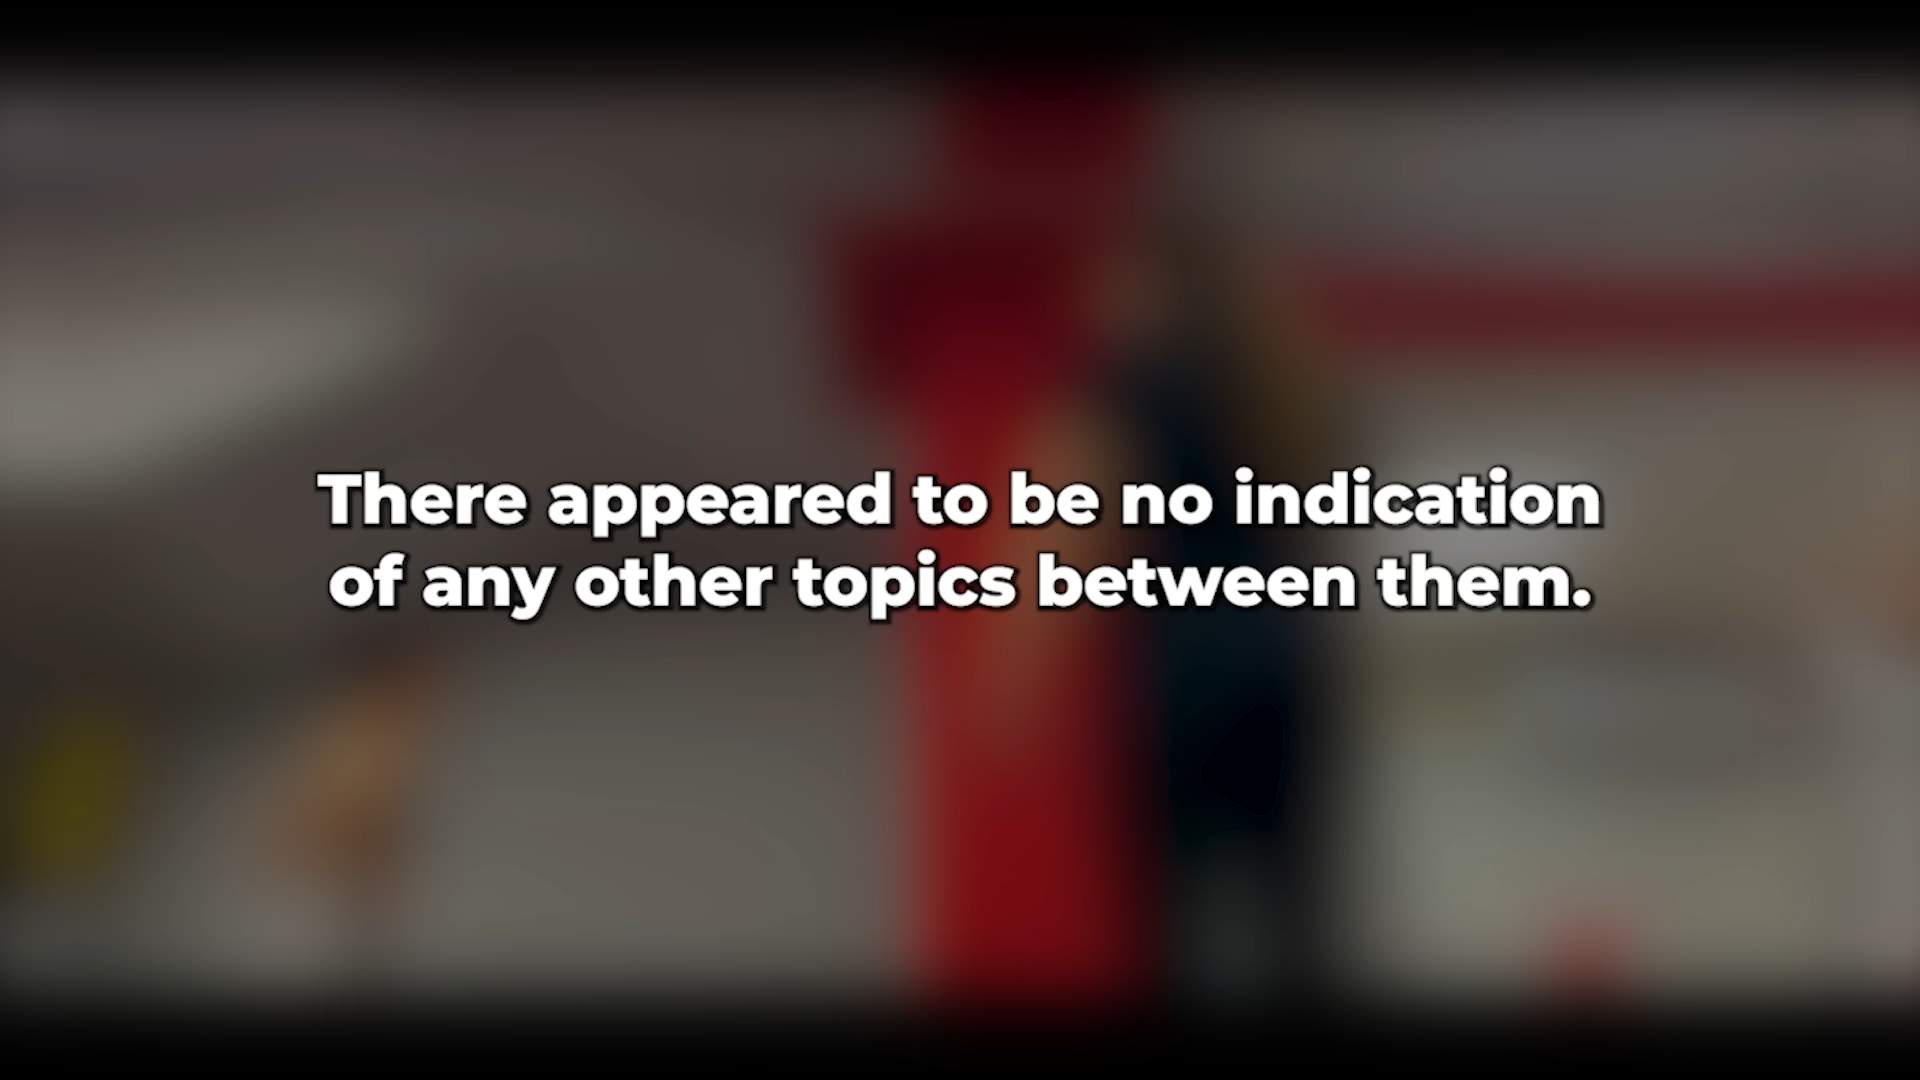 There appeared to be no indication
of any other topics between them.